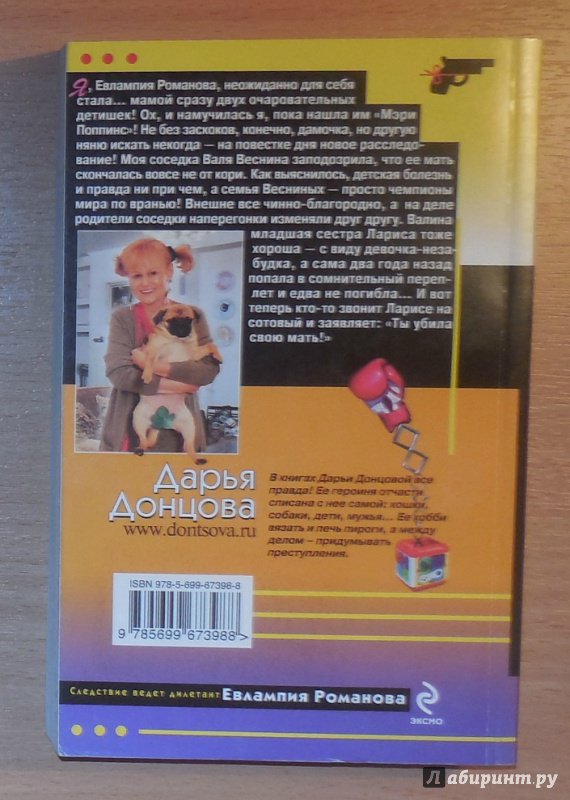 Я, Евлампия Романова, неожиданно для себя
стала... мамой сразу двух очаровательных
детишек! Ох, и намучилась я, пока нашла им «Мэри
Поппинс»! Не без заскоков, конечно, дамочка, но другую
няню искать некогда – на повестке дня новое расследо-
вание! Моя соседка Валя Веснина заподозрила, что ее мать
скончалась вовсе не от кори. Как выяснилось, детская болезнь
и правда ни при чем, а семья Весниных – просто чемпионы
мира по вранью! Внешне все чинно-благородно, а на деле
родители соседки наперегонки изменяли друг другу. Валина
младшая сестра Лариса тоже
хороша – с виду девочка-неза-
будка, а сама два года назад
попала в сомнительный переп-
лет и едва не погибла... И вот
теперь кто-то звонит Ларисе на
сотовый и заявляет: «Ты убила
свою мать!»
Дарья
Донцова
www.dontsova.ru
В книгах Дарьи Донцовой все
правда! Ее героиня отчасти
списана с нее самой: кошки,
собаки, дети, мужья... Ее хобби
вязать и печь пироги, а между
делом – придумывать
преступления.
ISBN 978-5-699-67398-8
9 785699 673988 >
Следствие ведет дилетант Евлампия Романова
ЭКСМО
Лабиринт.ру